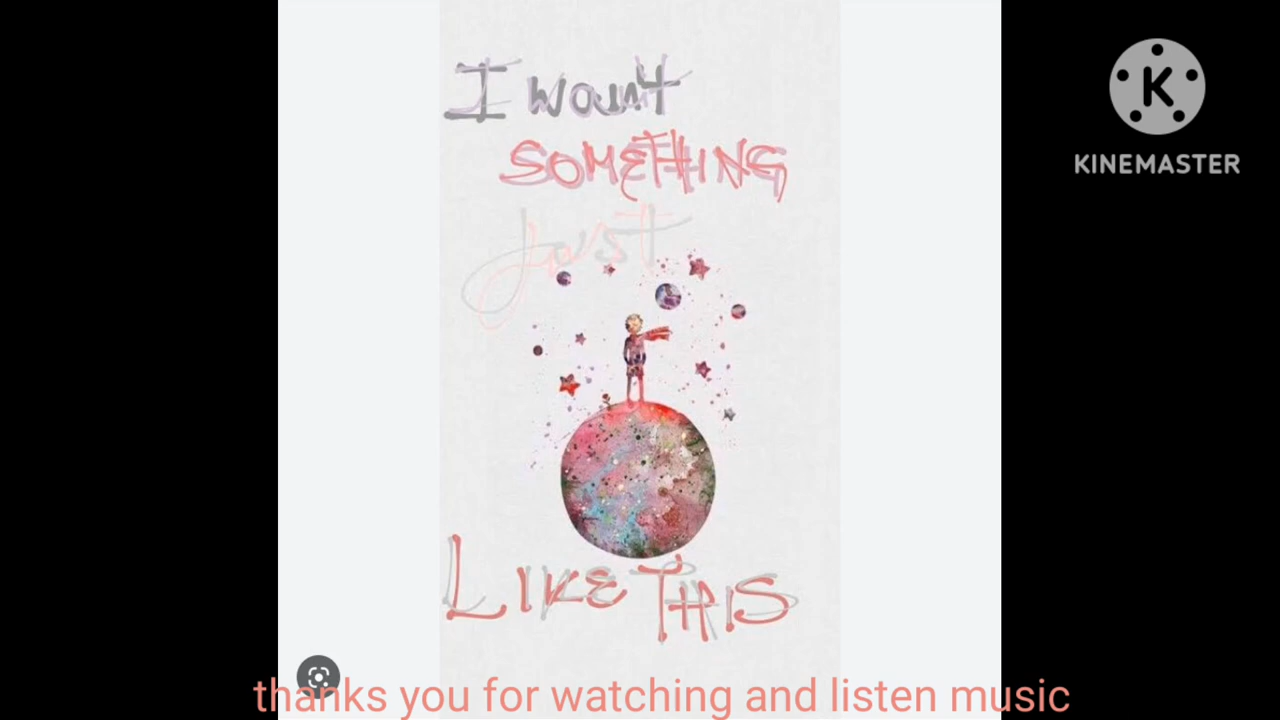 I want
SOMETHING
just
LIKE THIS
KINEMASTER
thanks you for watching and listen music